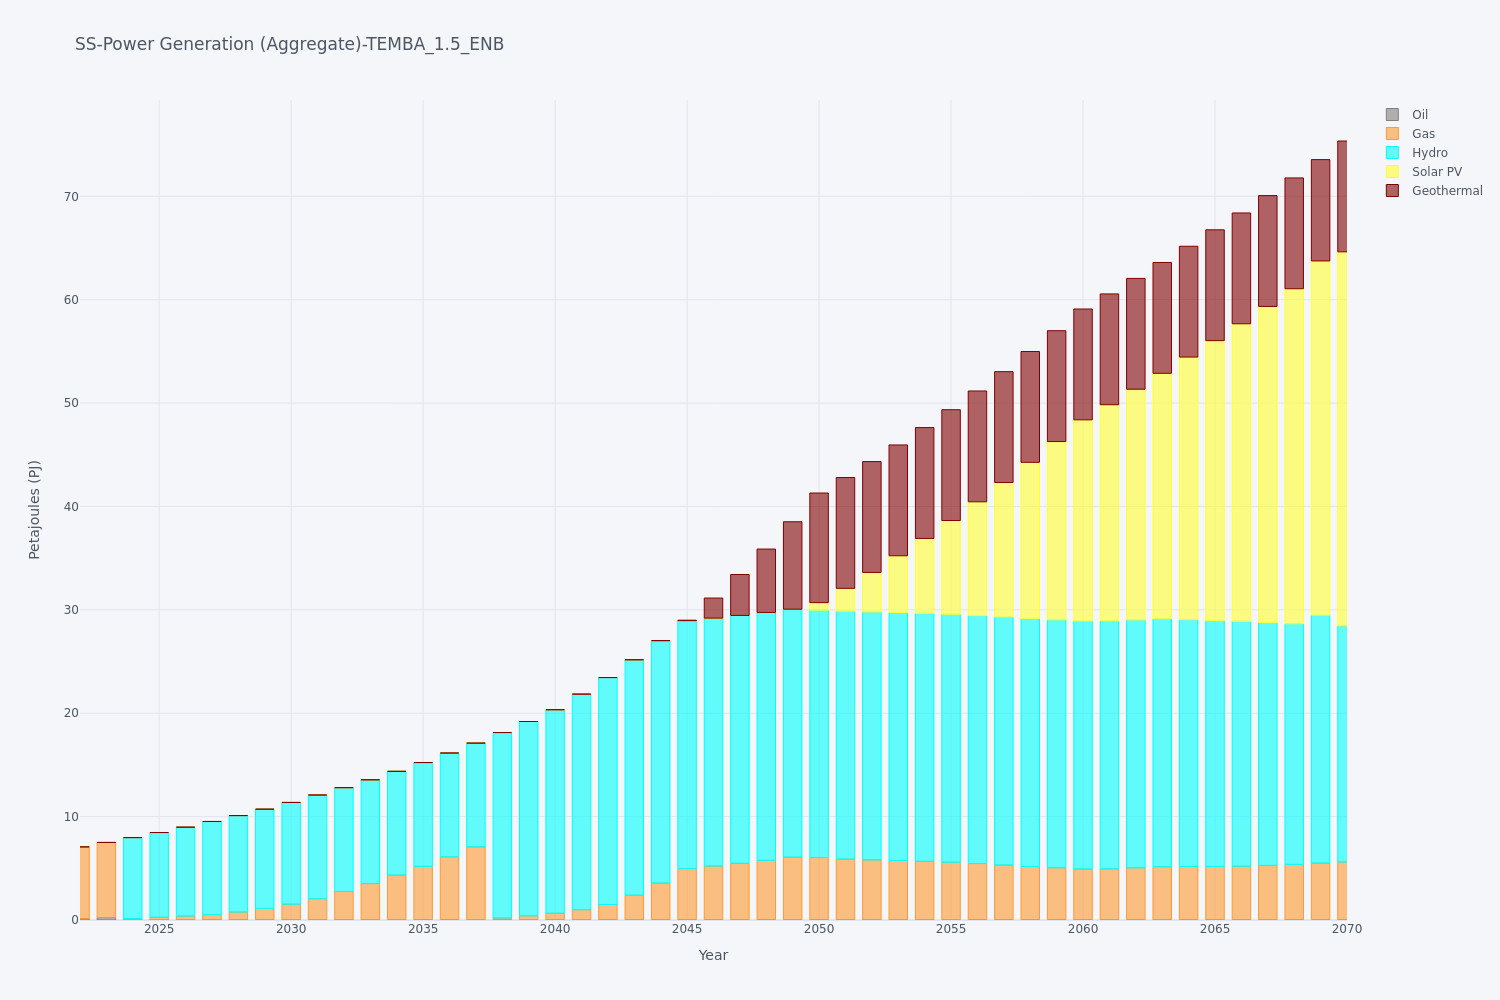 SS-Power Generation (Aggregate)-TEMBA_1.5_ENB
Oil
Gas
Hydro
Solar PV
Geothermal
70
60
50
40
30
20
10
0
Petajoules (PJ)
2025
2030
2035
2040
2045
2050
2055
2060
2065
2070
Year